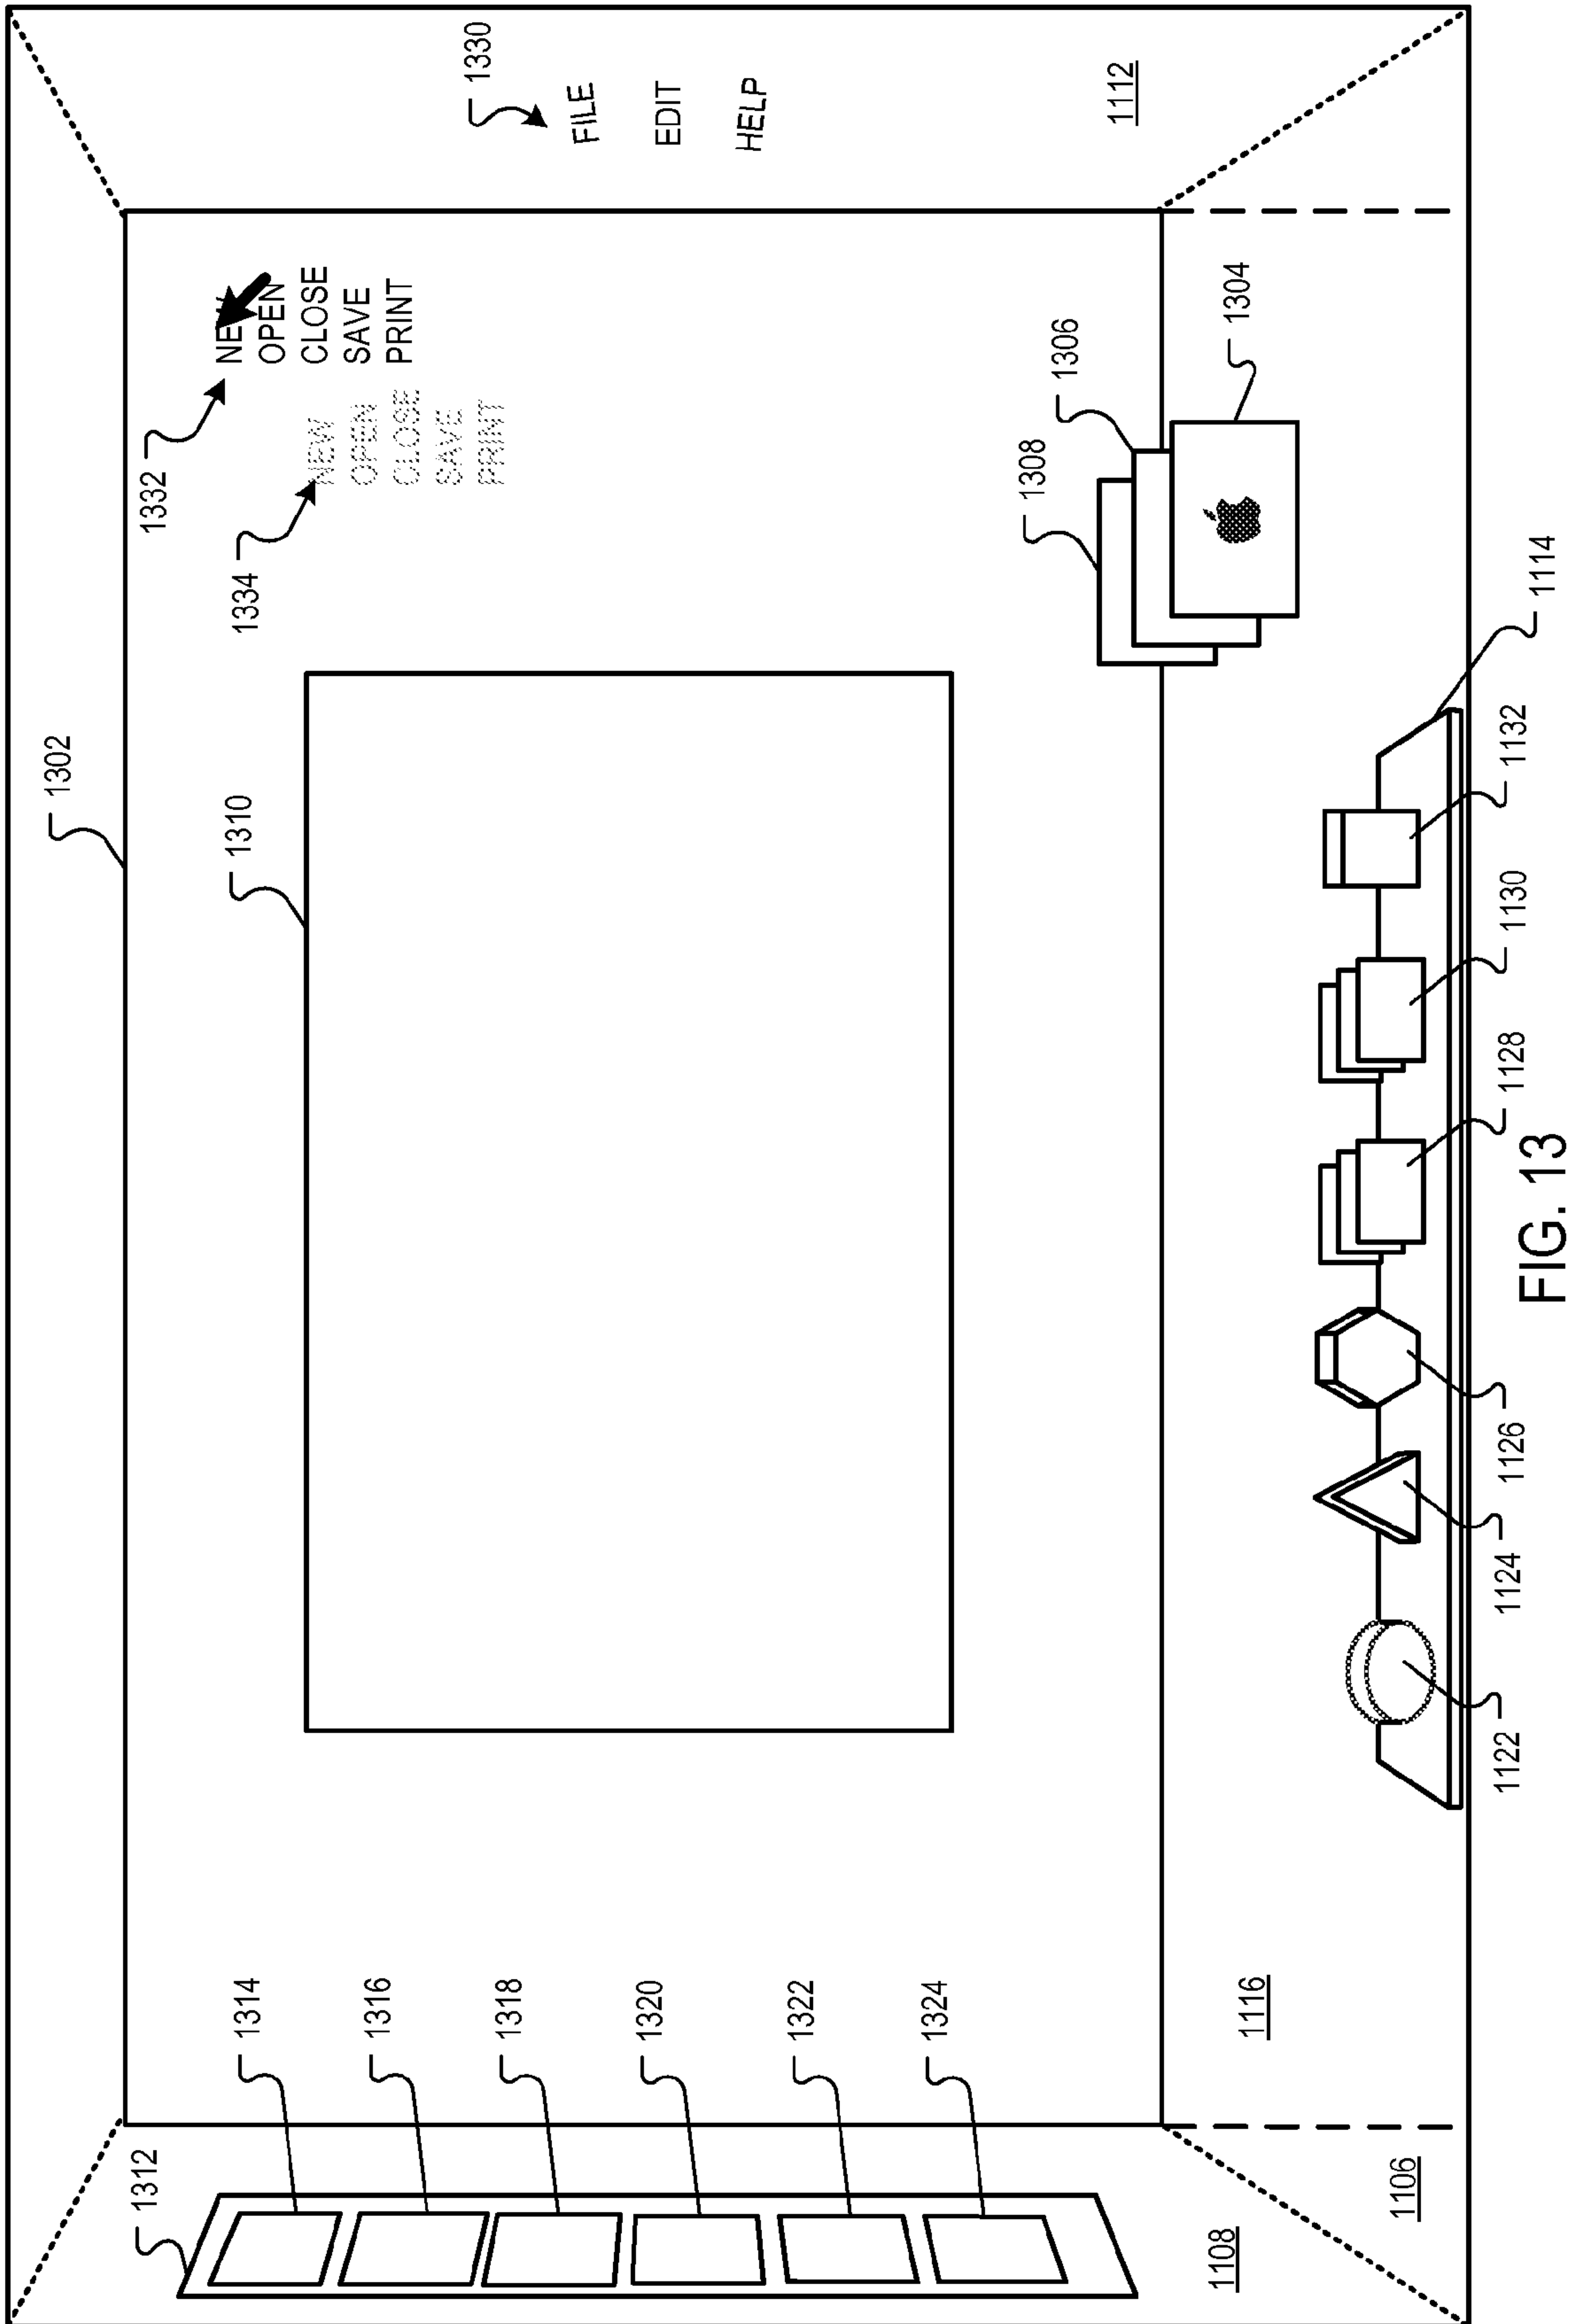 1302
1312
1332
1314
1310
1334
NEW
OPEN
CLOSE
SAVE
PRINT
NEW
OPEN
CLOSE
SAVE
PRINT
1316
1330
FILE
EDIT
HELP
1318
1320
1322
1324
1308
1306
1304
1112
1108
1116
1106
1114
1122
1124
1126
1128
1130
1132
FIG. 13